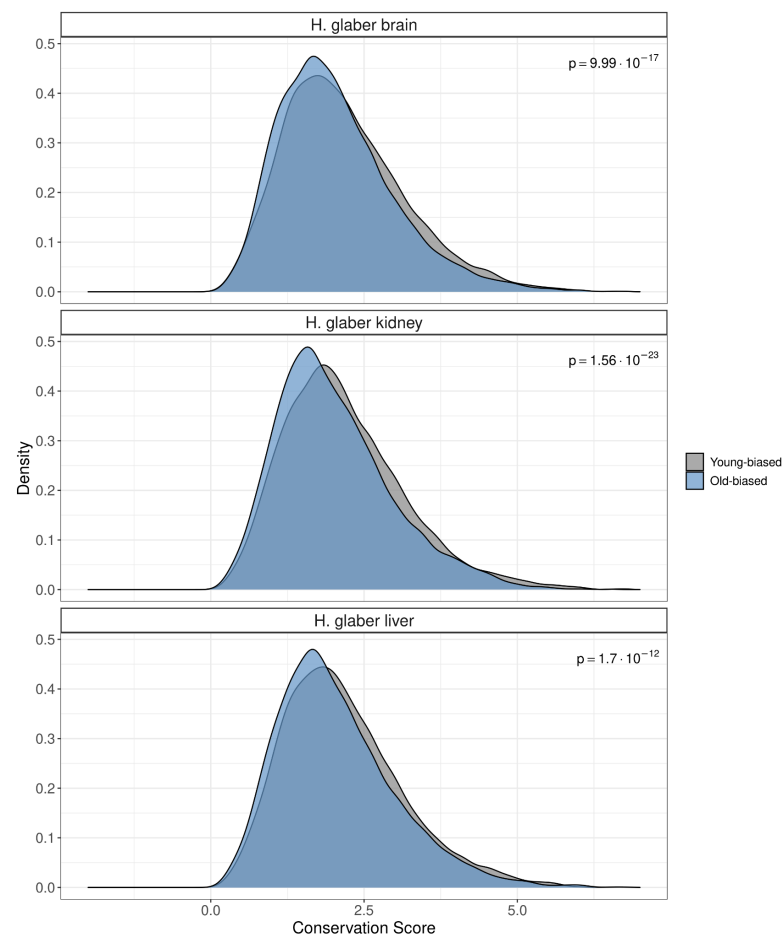 H. glaber brain
0.5
0.4
0.3
0.2
0.1
0.0
p = 9.99 · 10⁻¹⁷
H. glaber kidney
0.5
0.4
0.3
0.2
0.1
0.0
p = 1.56 · 10⁻²³
Density
Young-biased
Old-biased
H. glaber liver
0.5
0.4
0.3
0.2
0.1
0.0
p = 1.7 · 10⁻¹²
0.0 2.5 5.0
Conservation Score